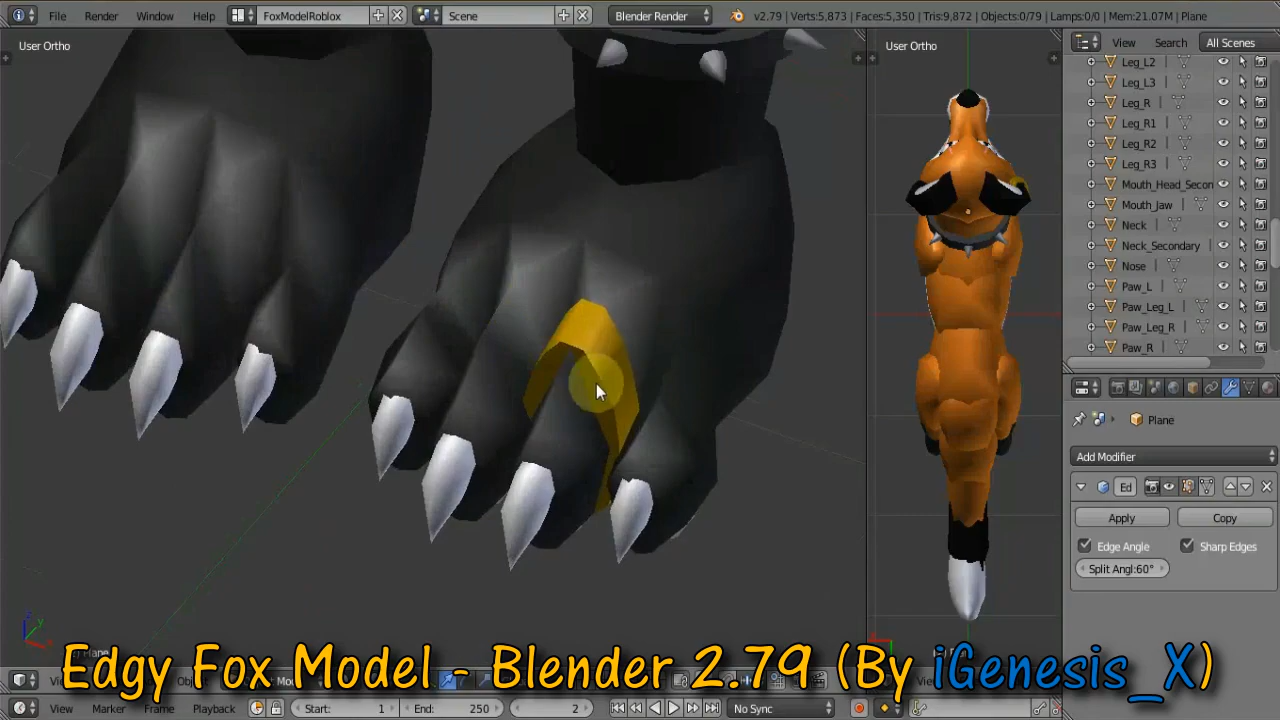 File Render Window Help FoxModelRoblox Scene Blender Render v2.79 | Verts:5,873 | Faces:5,350 | Tris:9,872 | Objects:0/79 | Lamps:0/0 | Mem:21.07M | Plane
User Ortho
User Ortho
View Search All Scenes
Leg_L2
Leg_L3
Leg_R
Leg_R1
Leg_R2
Leg_R3
Mouth_Head_Secon
Mouth_Jaw
Neck
Neck_Secondary
Nose
Paw_L
Paw_Leg_L
Paw_Leg_R
Paw_R
Plane
Add Modifier
Ed
Apply Copy
Edge Angle Sharp Edges
Split Angl:60°
Edgy Fox Model - Blender 2.79 (By iGenesis_X)
View Marker Frame Playback Start: 1 End: 250 2 No Sync